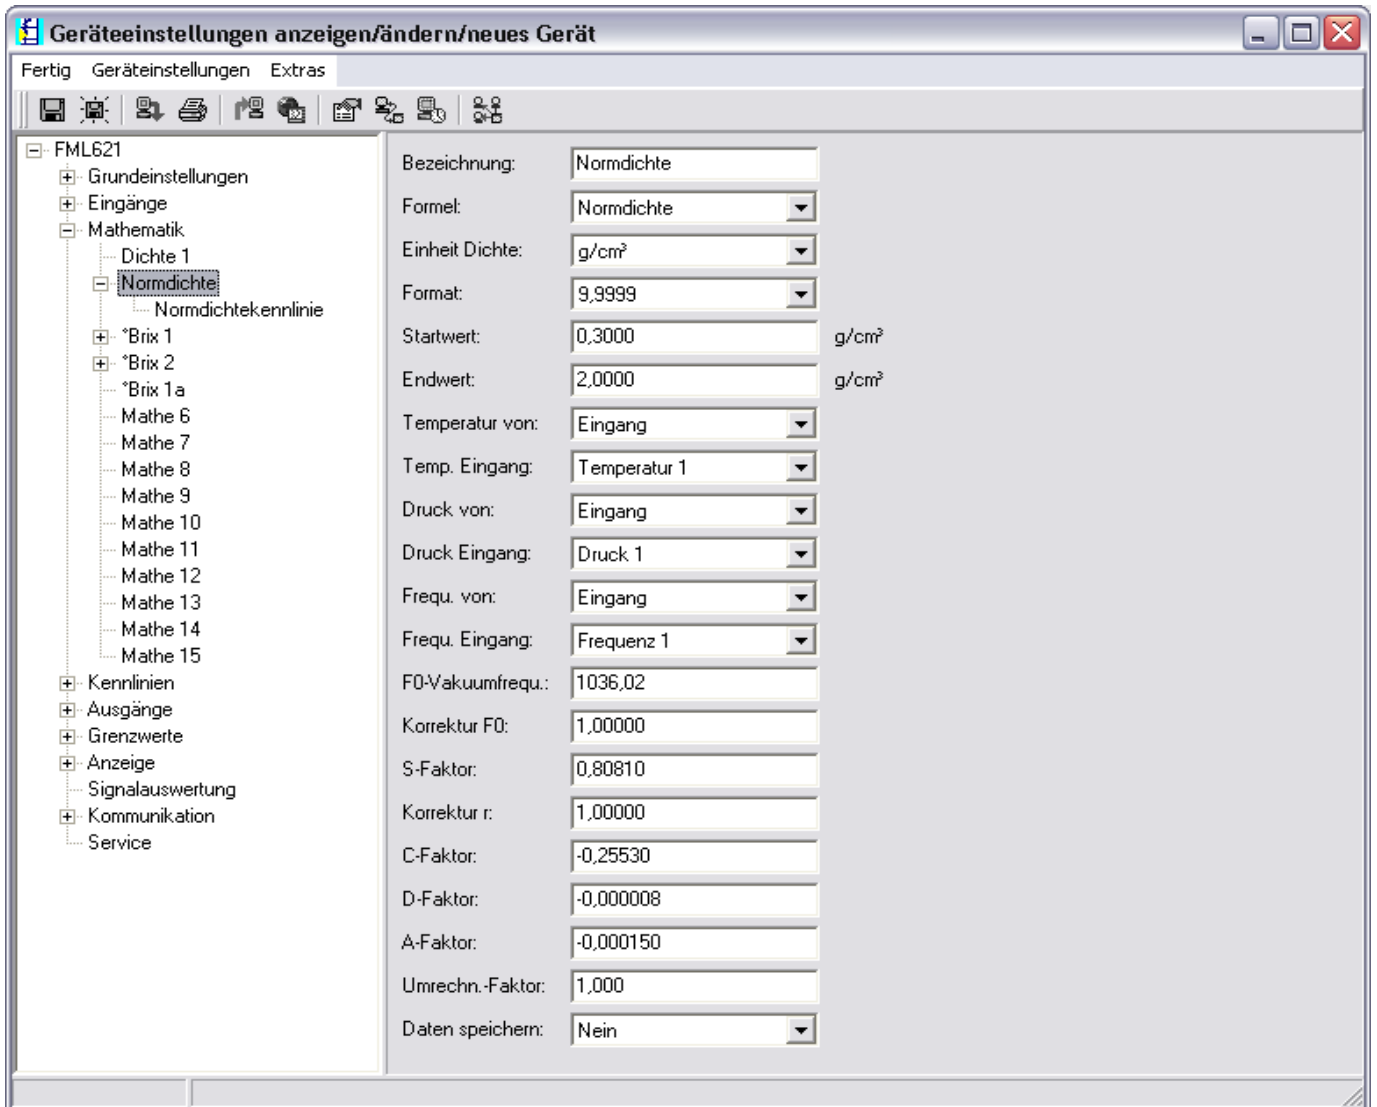 Geräteeinstellungen anzeigen/ändern/neues Gerät
Fertig Geräteinstellungen Extras
FML621
Grundeinstellungen
Eingänge
Mathematik
Dichte 1
Normdichte
Normdichtekennlinie
°Brix 1
°Brix 2
°Brix 1a
Mathe 6
Mathe 7
Mathe 8
Mathe 9
Mathe 10
Mathe 11
Mathe 12
Mathe 13
Mathe 14
Mathe 15
Kennlinien
Ausgänge
Grenzwerte
Anzeige
Signalauswertung
Kommunikation
Service
Bezeichnung: Normdichte
Formel: Normdichte
Einheit Dichte: g/cm³
Format: 9,9999
Startwert: 0,3000 g/cm³
Endwert: 2,0000 g/cm³
Temperatur von: Eingang
Temp. Eingang: Temperatur 1
Druck von: Eingang
Druck Eingang: Druck 1
Frequ. von: Eingang
Frequ. Eingang: Frequenz 1
F0-Vakuumfrequ.: 1036,02
Korrektur F0: 1,00000
S-Faktor: 0,80810
Korrektur r: 1,00000
C-Faktor: -0,25530
D-Faktor: -0,000008
A-Faktor: -0,000150
Umrechn.-Faktor: 1,000
Daten speichern: Nein